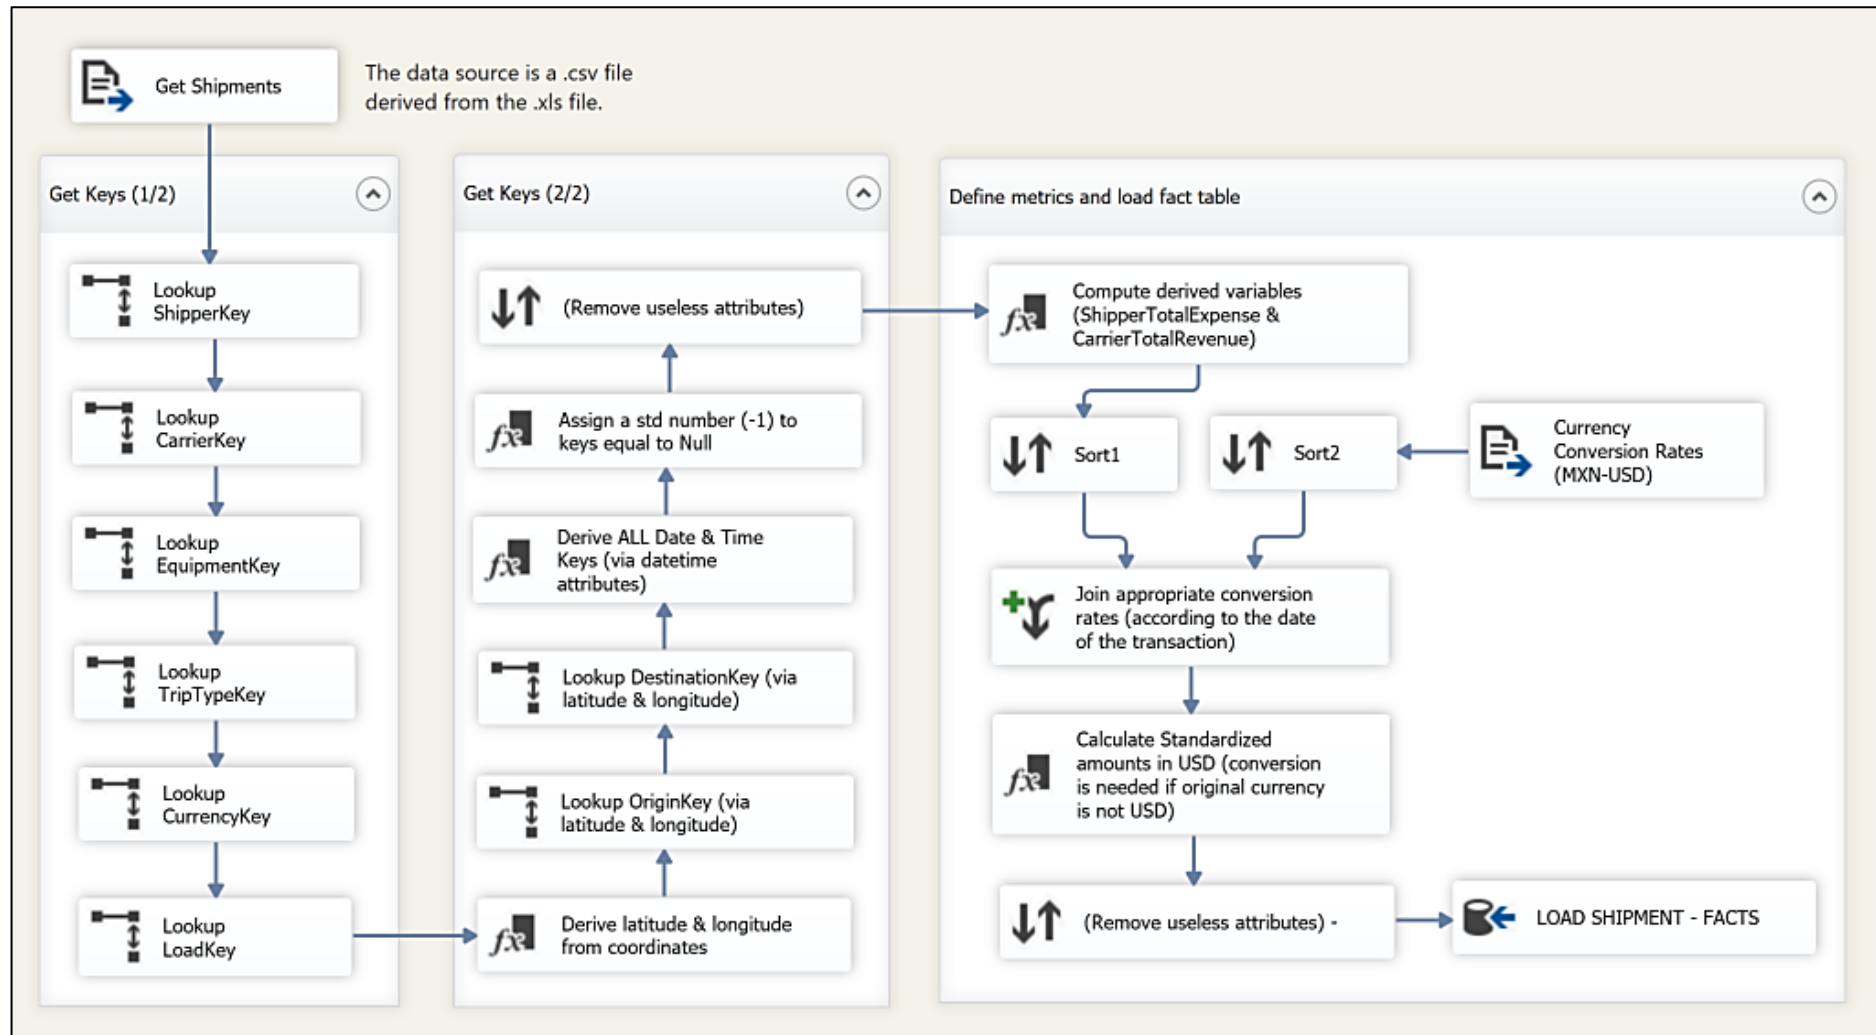 Get Shipments
The data source is a .csv file
derived from the .xls file.
Get Keys (1/2)
Lookup
ShipperKey
Lookup
CarrierKey
Lookup
EquipmentKey
Lookup
TripTypeKey
Lookup
CurrencyKey
Lookup
LoadKey
Get Keys (2/2)
(Remove useless attributes)
Assign a std number (-1) to
keys equal to Null
Derive ALL Date & Time
Keys (via datetime
attributes)
Lookup DestinationKey (via
latitude & longitude)
Lookup OriginKey (via
latitude & longitude)
Derive latitude & longitude
from coordinates
Define metrics and load fact table
Compute derived variables
(ShipperTotalExpense &
CarrierTotalRevenue)
Sort1
Sort2
Currency
Conversion Rates
(MXN-USD)
Join appropriate conversion
rates (according to the date
of the transaction)
Calculate Standardized
amounts in USD (conversion
is needed if original currency
is not USD)
(Remove useless attributes) -
LOAD SHIPMENT - FACTS